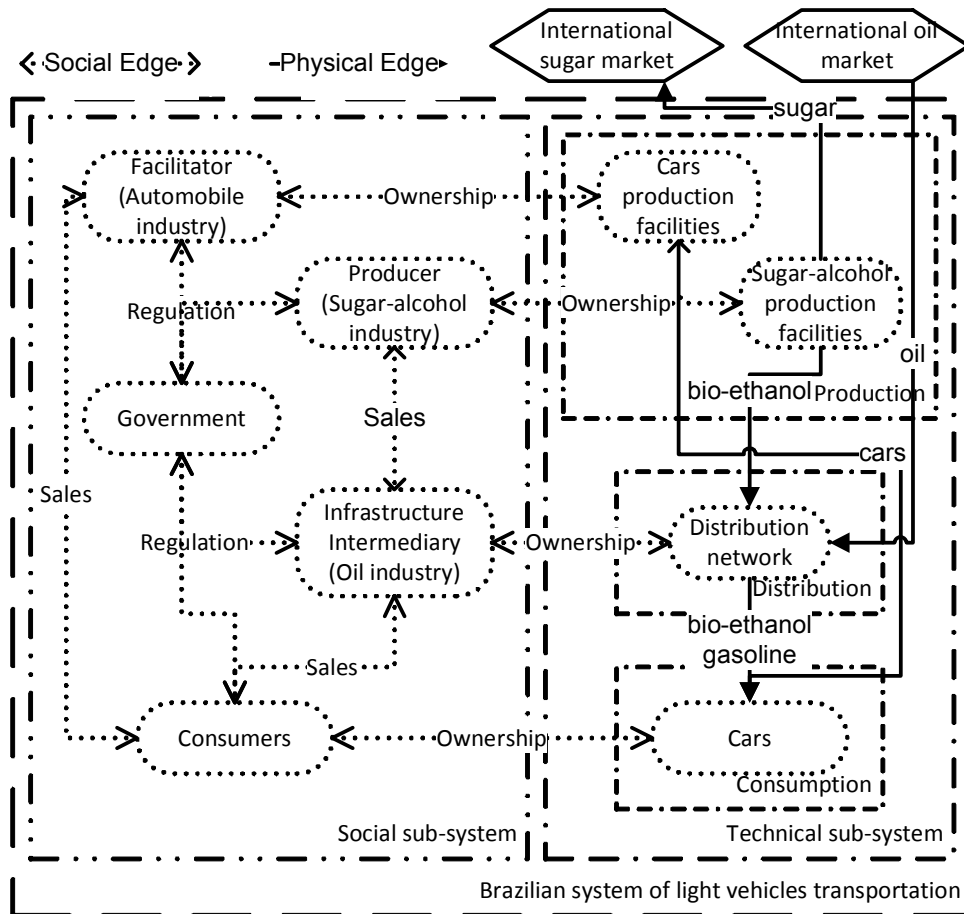 International
sugar market
International oil
market
Social Edge
Physical Edge
sugar
Facilitator
(Automobile
industry)
Ownership
Cars
production
facilities
Producer
(Sugar-alcohol
industry)
Regulation
Ownership
Sugar-alcohol
production
facilities
oil
bio-ethanol
Production
Government
Sales
cars
Sales
Infrastructure
Intermediary
(Oil industry)
Regulation
Ownership
Distribution
network
Distribution
bio-ethanol
gasoline
Sales
Consumers
Ownership
Cars
Consumption
Social sub-system
Technical sub-system
Brazilian system of light vehicles transportation